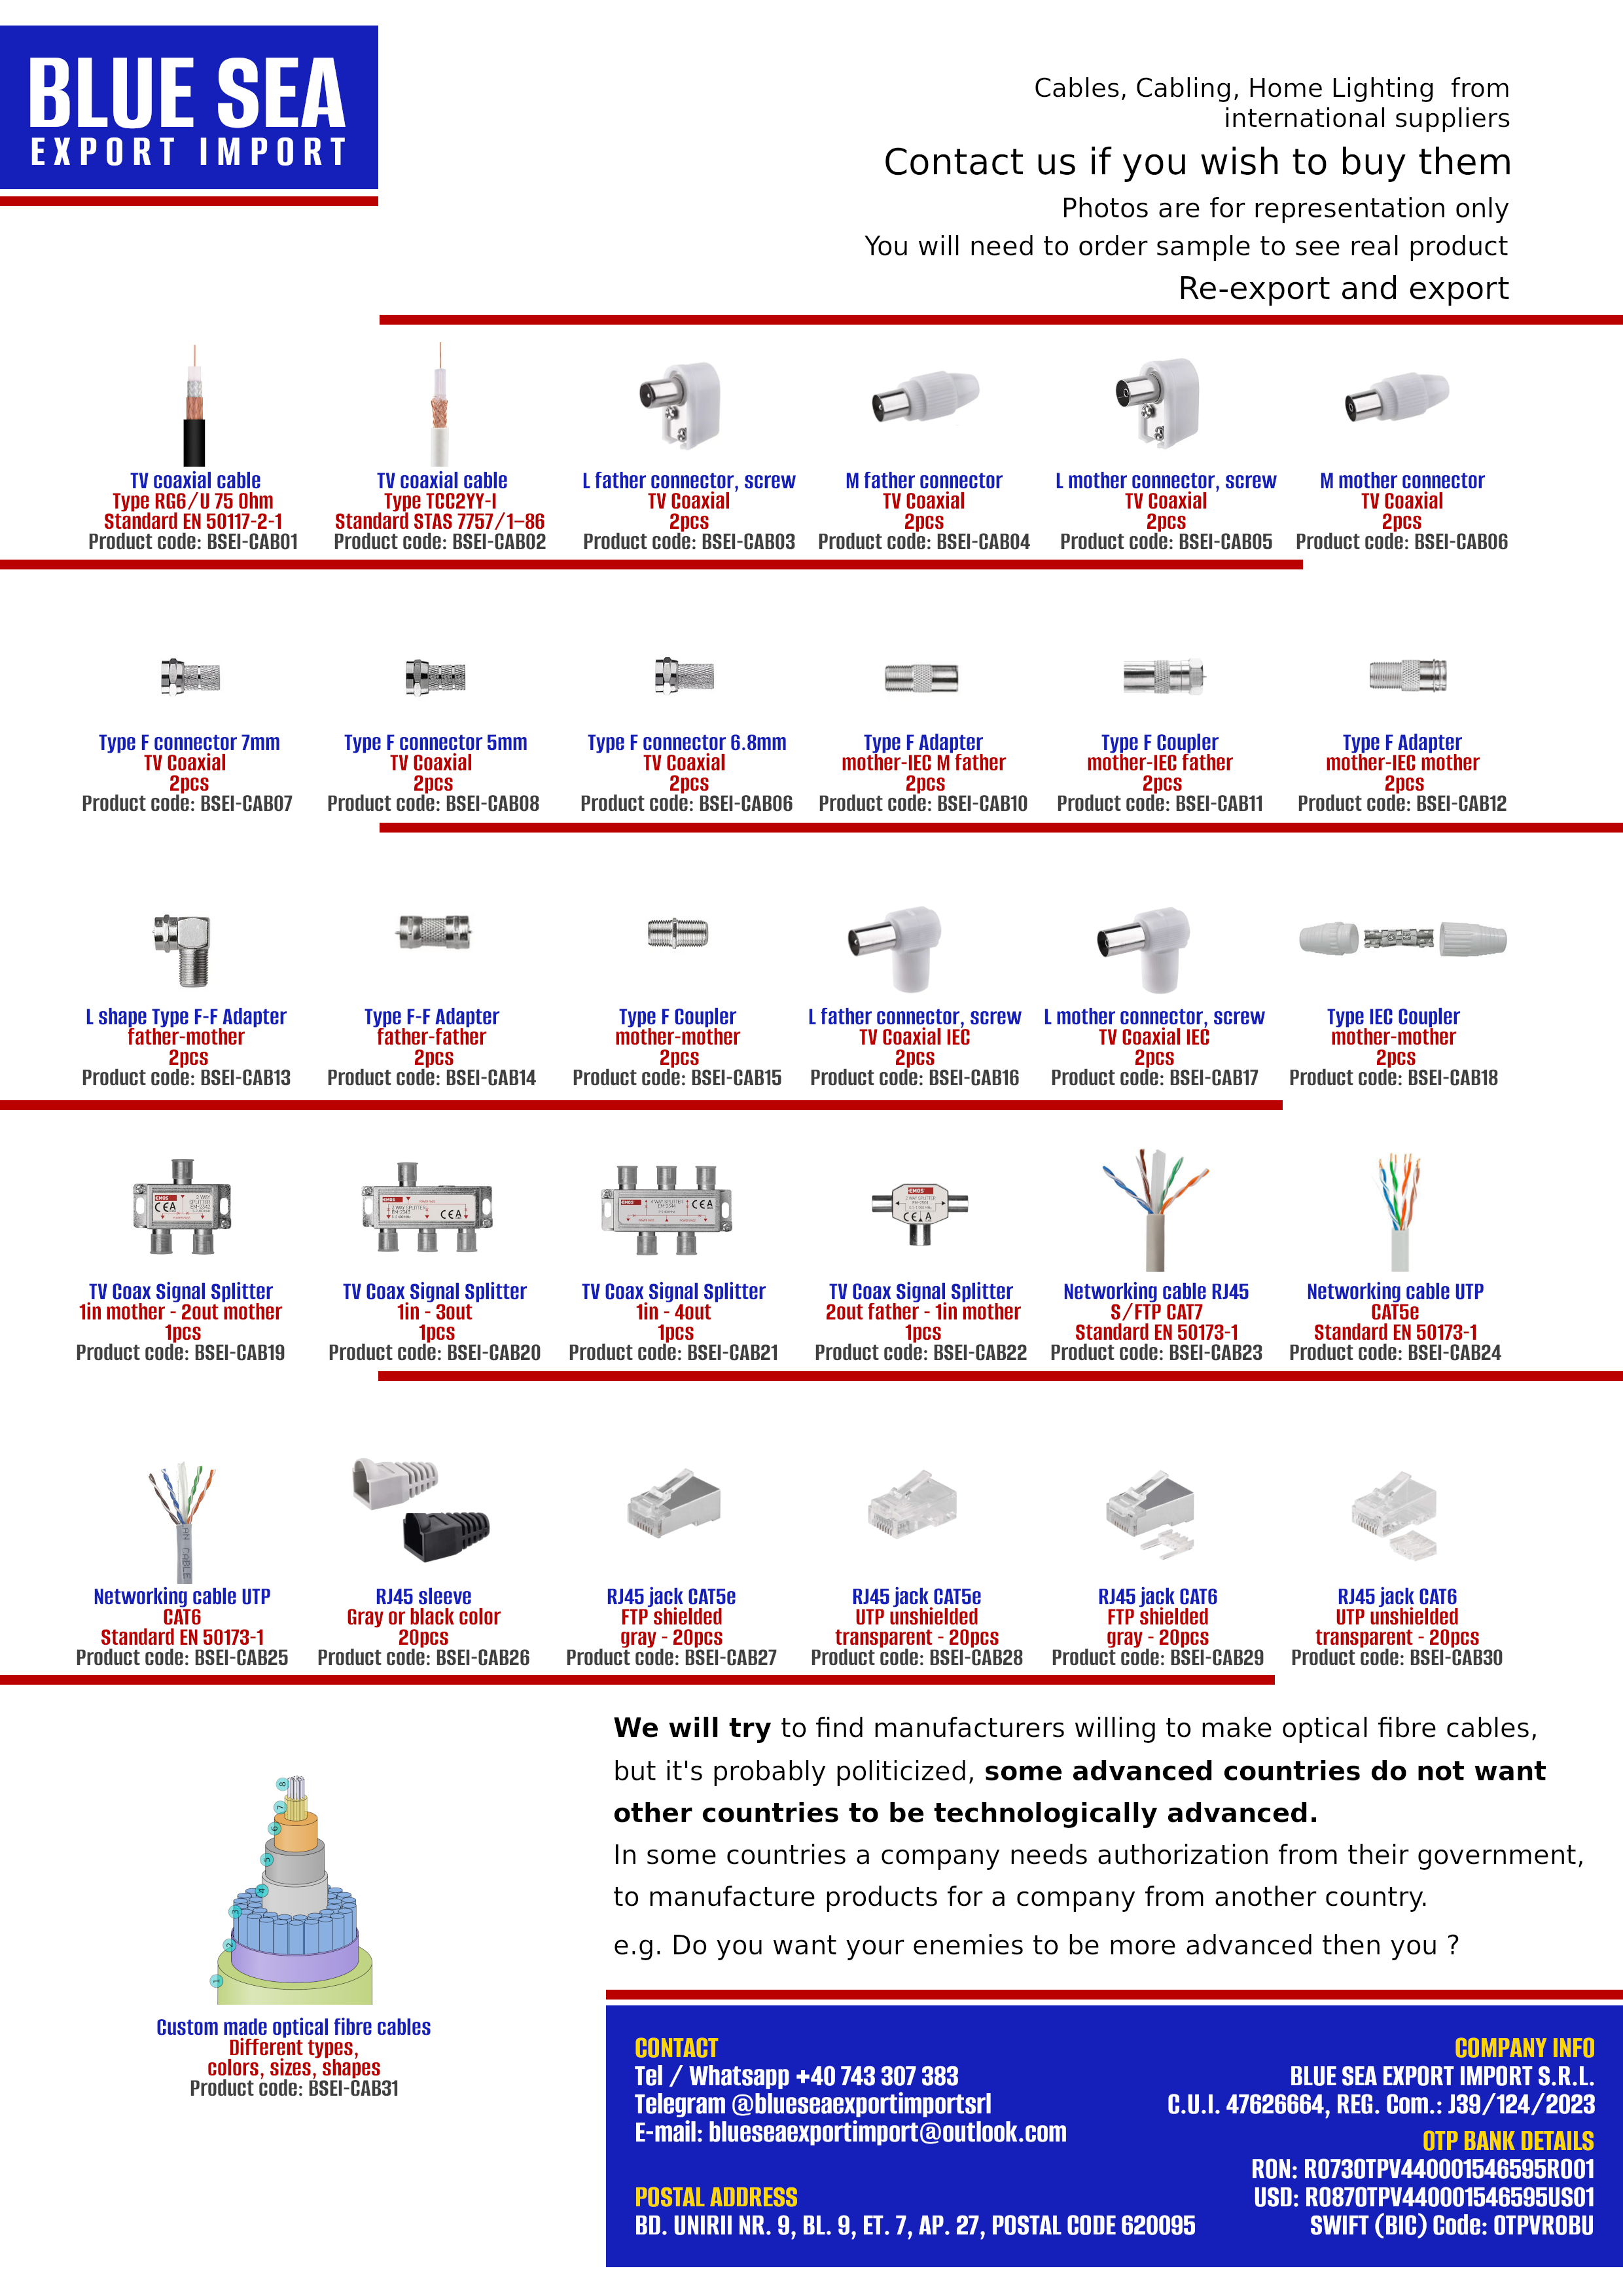 BLUE SEA
EXPORT IMPORT
Cables, Cabling, Home Lighting from
international suppliers
Contact us if you wish to buy them
Photos are for representation only
You will need to order sample to see real product
Re-export and export
TV coaxial cable
Type RG6/U 75 Ohm
Standard EN 50117-2-1
Product code: BSEI-CAB01
TV coaxial cable
Type TCC2YY-I
Standard STAS 7757/1-86
Product code: BSEI-CAB02
L father connector, screw
TV Coaxial
2pcs
Product code: BSEI-CAB03
M father connector
TV Coaxial
2pcs
Product code: BSEI-CAB04
L mother connector, screw
TV Coaxial
2pcs
Product code: BSEI-CAB05
M mother connector
TV Coaxial
2pcs
Product code: BSEI-CAB06
Type F connector 7mm
TV Coaxial
2pcs
Product code: BSEI-CAB07
Type F connector 5mm
TV Coaxial
2pcs
Product code: BSEI-CAB08
Type F connector 6.8mm
TV Coaxial
2pcs
Product code: BSEI-CAB06
Type F Adapter
mother-IEC M father
2pcs
Product code: BSEI-CAB10
Type F Coupler
mother-IEC father
2pcs
Product code: BSEI-CAB11
Type F Adapter
mother-IEC mother
2pcs
Product code: BSEI-CAB12
L shape Type F-F Adapter
father-mother
2pcs
Product code: BSEI-CAB13
Type F-F Adapter
father-father
2pcs
Product code: BSEI-CAB14
Type F Coupler
mother-mother
2pcs
Product code: BSEI-CAB15
L father connector, screw
TV Coaxial IEC
2pcs
Product code: BSEI-CAB16
L mother connector, screw
TV Coaxial IEC
2pcs
Product code: BSEI-CAB17
Type IEC Coupler
mother-mother
2pcs
Product code: BSEI-CAB18
TV Coax Signal Splitter
1in mother - 2out mother
1pcs
Product code: BSEI-CAB19
TV Coax Signal Splitter
1in - 3out
1pcs
Product code: BSEI-CAB20
TV Coax Signal Splitter
1in - 4out
1pcs
Product code: BSEI-CAB21
TV Coax Signal Splitter
2out father - 1in mother
1pcs
Product code: BSEI-CAB22
Networking cable RJ45
S/FTP CAT7
Standard EN 50173-1
Product code: BSEI-CAB23
Networking cable UTP
CAT5e
Standard EN 50173-1
Product code: BSEI-CAB24
Networking cable UTP
CAT6
Standard EN 50173-1
Product code: BSEI-CAB25
RJ45 sleeve
Gray or black color
20pcs
Product code: BSEI-CAB26
RJ45 jack CAT5e
FTP shielded
gray - 20pcs
Product code: BSEI-CAB27
RJ45 jack CAT5e
UTP unshielded
transparent - 20pcs
Product code: BSEI-CAB28
RJ45 jack CAT6
FTP shielded
gray - 20pcs
Product code: BSEI-CAB29
RJ45 jack CAT6
UTP unshielded
transparent - 20pcs
Product code: BSEI-CAB30
8
7
6
5
4
3
2
1
Custom made optical fibre cables
Different types,
colors, sizes, shapes
Product code: BSEI-CAB31
We will try to find manufacturers willing to make optical fibre cables,
but it's probably politicized, some advanced countries do not want
other countries to be technologically advanced.
In some countries a company needs authorization from their government,
to manufacture products for a company from another country.
e.g. Do you want your enemies to be more advanced then you ?
CONTACT
Tel / Whatsapp +40 743 307 383
Telegram @blueseaexportimportsrl
E-mail: blueseaexportimport@outlook.com
POSTAL ADDRESS
BD. UNIRII NR. 9, BL. 9, ET. 7, AP. 27, POSTAL CODE 620095
COMPANY INFO
BLUE SEA EXPORT IMPORT S.R.L.
C.U.I. 47626664, REG. Com.: J39/124/2023
OTP BANK DETAILS
RON: RO73OTPV440001546595RO01
USD: RO87OTPV440001546595US01
SWIFT (BIC) Code: OTPVROBU